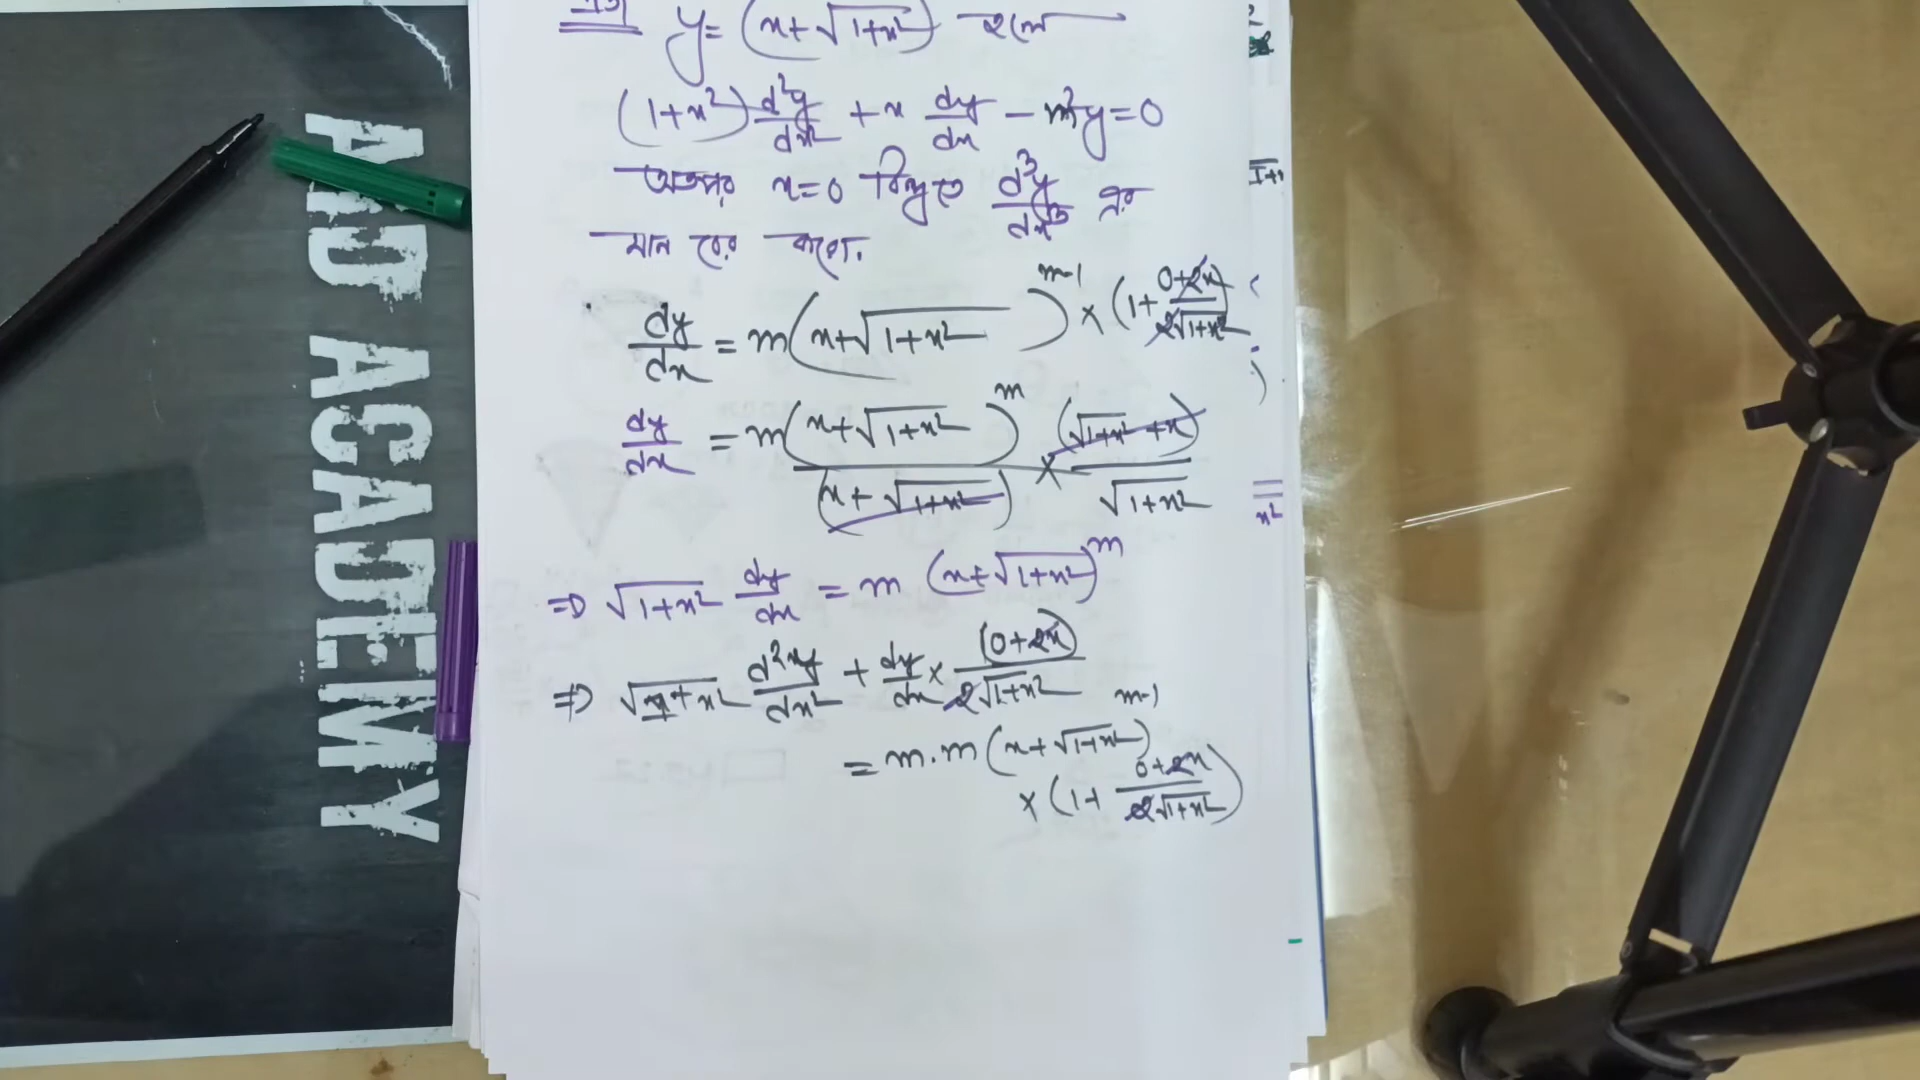 y = (x+√(1+x²)) হলে
(1+x²) d²y/dx² + x dy/dx − m²y = 0
অতঃপর x=0 বিন্দুতে d³y/dx³ এর
মান বের করো.
dy/dx = m(x+√(1+x²))^(m-1) × (1+ (0+2x)/(2√(1+x²))
dy/dx = m(x+√(1+x²))^m / (x+√(1+x²)) × (√(1+x²)+x)/√(1+x²)
⇒ √(1+x²) dy/dx = m (x+√(1+x²))^m
⇒ d²y/dx² + dy/dx × (0+2x)/(2√(1+x²))
= m.m (x+√(1+x²))^(m-1)
× (1+ (0+2x)/(2√(1+x²)))
AD ACADEMY